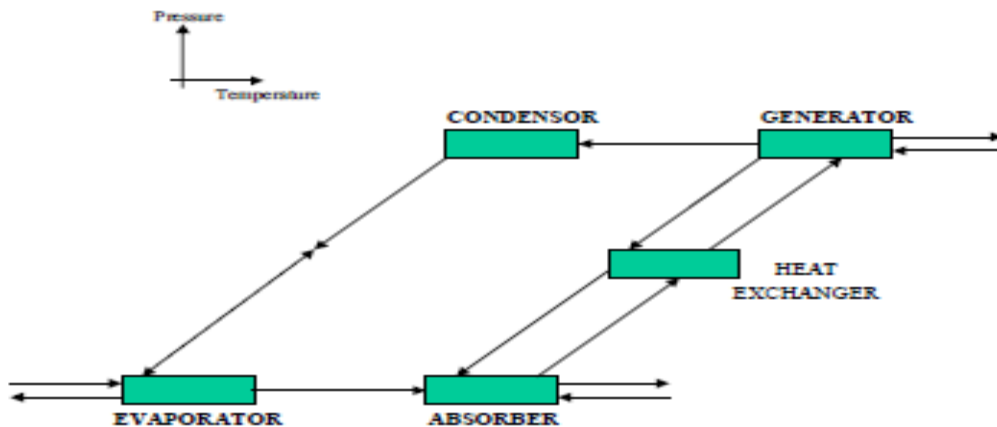 Pressure
Temperature
CONDENSOR
GENERATOR
HEAT
EXCHANGER
EVAPORATOR
ABSORBER